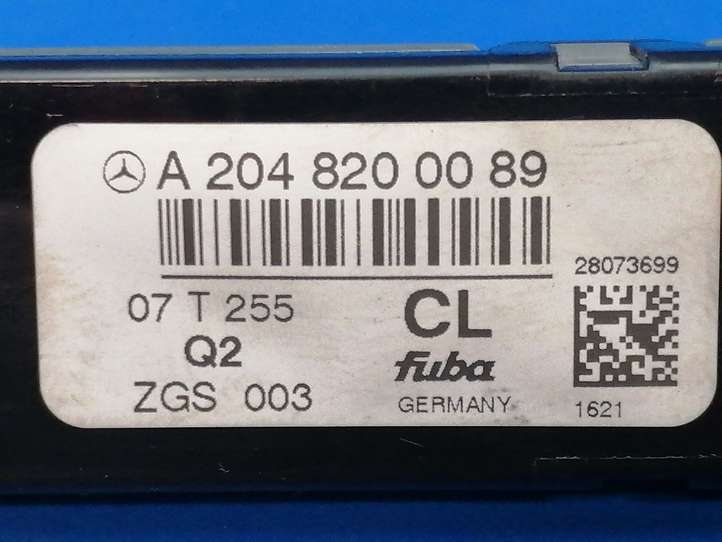 A 204 820 00 89
28073699
07 T 255
CL
Q2
fuba
ZGS 003
GERMANY
1621